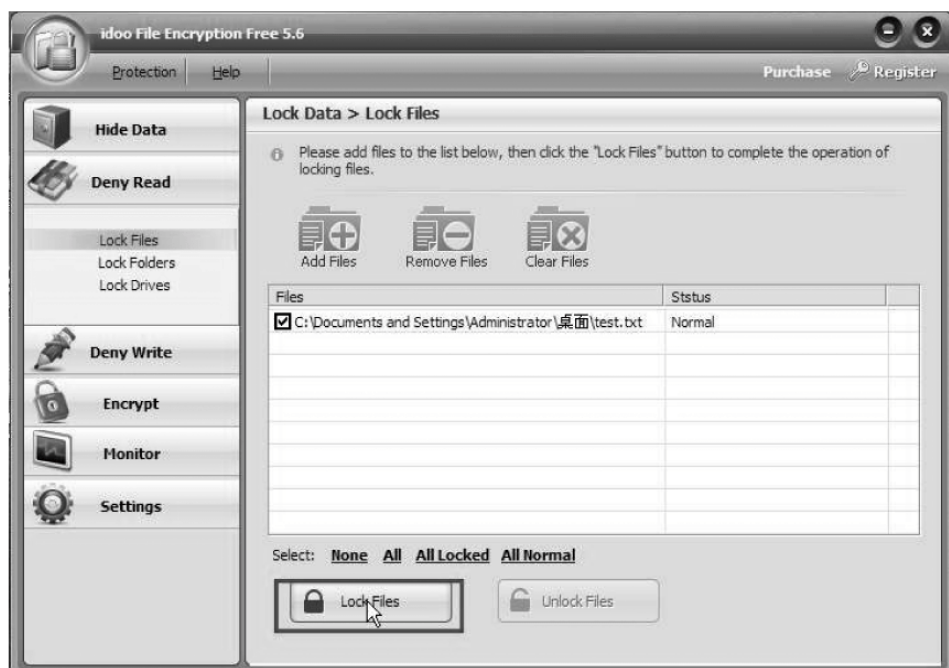 idoo File Encryption Free 5.6
Protection Help
Purchase Register
Hide Data
Deny Read
Lock Files
Lock Folders
Lock Drives
Deny Write
Encrypt
Monitor
Settings
Lock Data > Lock Files
Please add files to the list below, then click the "Lock Files" button to complete the operation of
locking files.
Add Files Remove Files Clear Files
Files Ststus
C:\Documents and Settings\Administrator\桌面\test.txt Normal
Select: None All All Locked All Normal
Lock Files Unlock Files